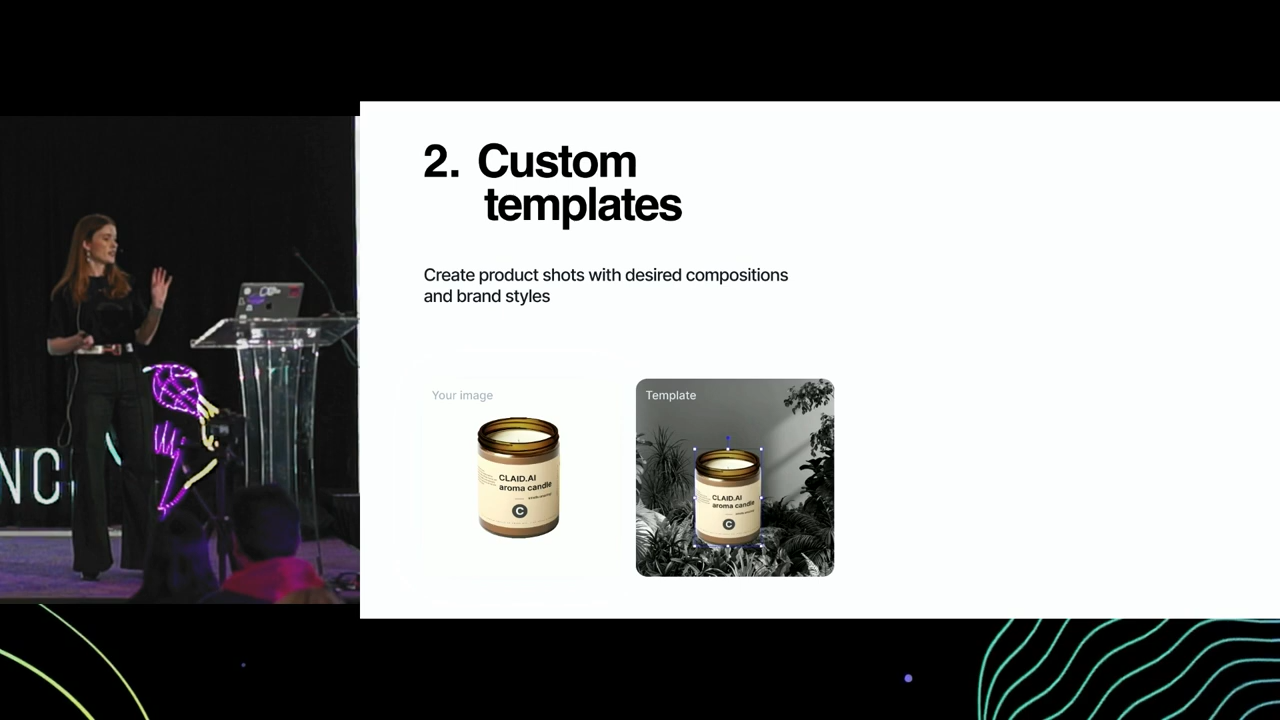 2. Custom
templates
Create product shots with desired compositions
and brand styles
Your image
CLAID.AI
aroma candle
C
Template
CLAID.AI
aroma candle
C
NC